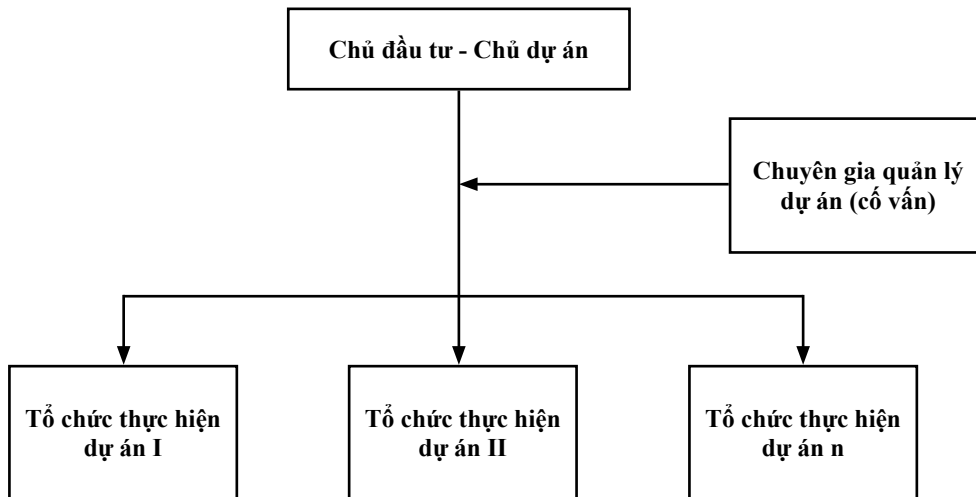 Chủ đầu tư - Chủ dự án
Chuyên gia quản lý
dự án (cố vấn)
Tổ chức thực hiện
dự án I
Tổ chức thực hiện
dự án II
Tổ chức thực hiện
dự án n